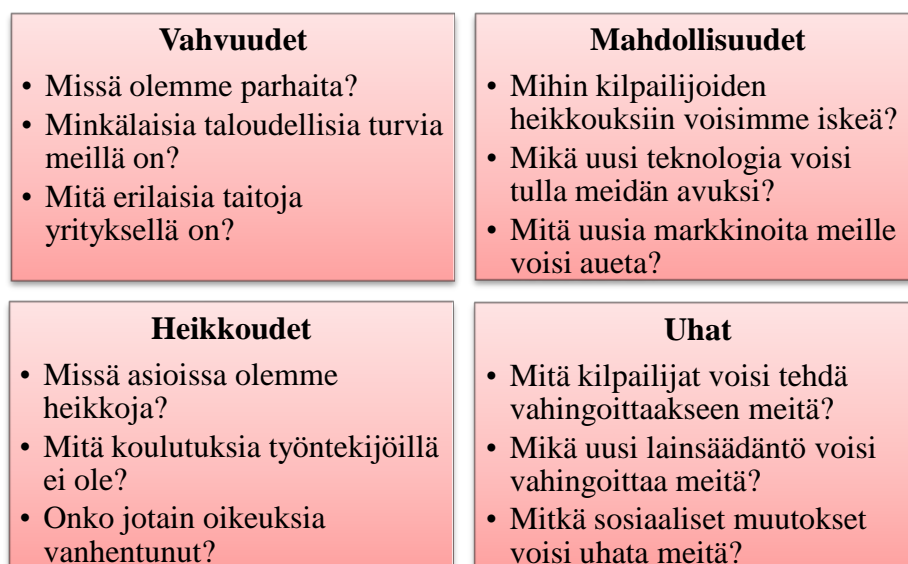 Vahvuudet
• Missä olemme parhaita?
• Minkälaisia taloudellisia turvia
meillä on?
• Mitä erilaisia taitoja
yrityksellä on?
Mahdollisuudet
• Mihin kilpailijoiden
heikkouksiin voisimme iskeä?
• Mikä uusi teknologia voisi
tulla meidän avuksi?
• Mitä uusia markkinoita meille
voisi aueta?
Heikkoudet
• Missä asioissa olemme
heikkoja?
• Mitä koulutuksia työntekijöillä
ei ole?
• Onko jotain oikeuksia
vanhentunut?
Uhat
• Mitä kilpailijat voisi tehdä
vahingoittaakseen meitä?
• Mikä uusi lainsäädäntö voisi
vahingoittaa meitä?
• Mitkä sosiaaliset muutokset
voisi uhata meitä?